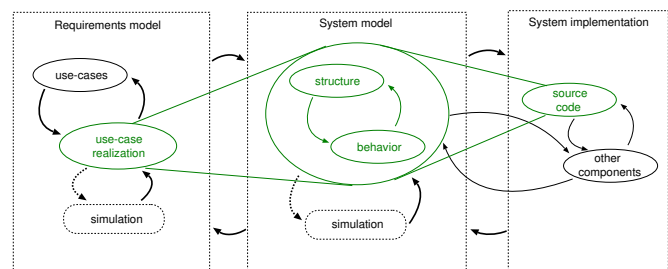 Requirements model
System model
System implementation
use-cases
use-case
realization
simulation
structure
behavior
simulation
source
code
other
components